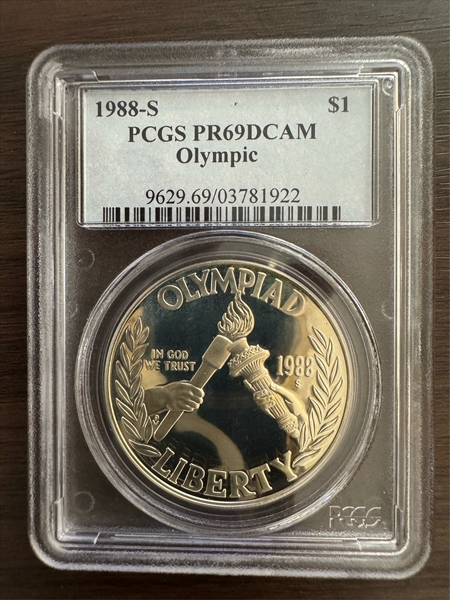 1988-S $1
PCGS PR69DCAM
Olympic
9629.69/03781922
OLYMPIAD
IN GOD
WE TRUST
1988
S
LIBERTY
PCGS